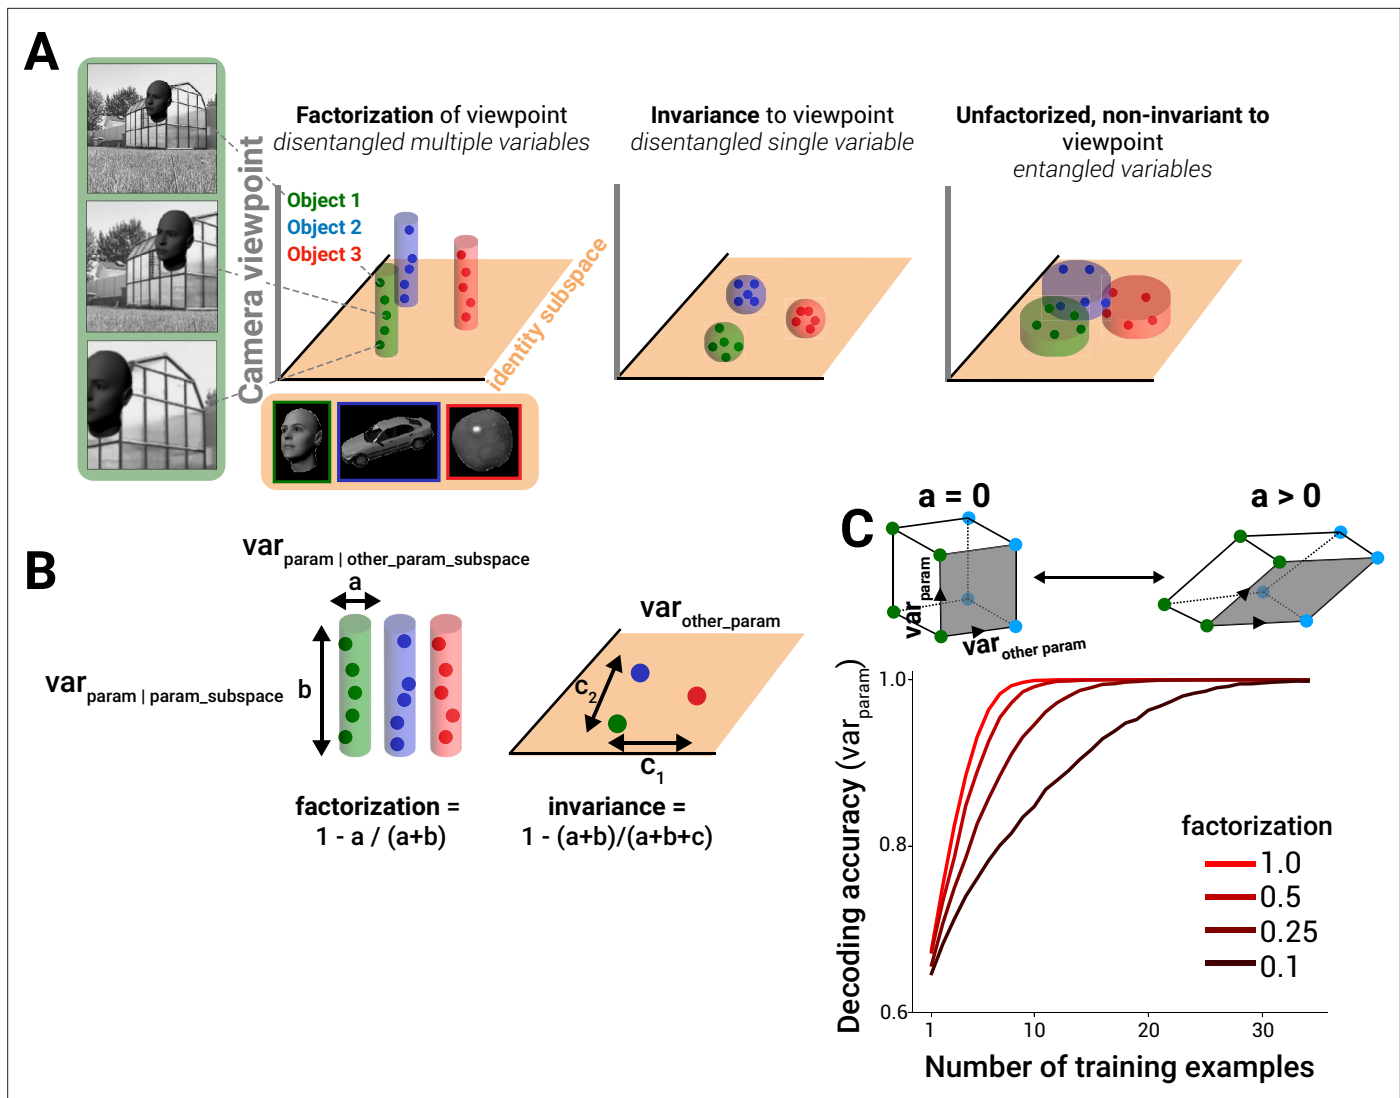 A
Factorization of viewpoint
disentangled multiple variables
Invariance to viewpoint
disentangled single variable
Unfactorized, non-invariant to
viewpoint
entangled variables
Camera viewpoint
Object 1
Object 2
Object 3
identity subspace
B
var param | other_param_subspace
a
var param | param_subspace
b
factorization =
1 - a / (a+b)
var other_param
c2
c1
invariance =
1 - (a+b)/(a+b+c)
C
a = 0
a > 0
var param
var other param
Decoding accuracy (var param)
1.0
0.8
0.6
factorization
1.0
0.5
0.25
0.1
1
10
20
30
Number of training examples